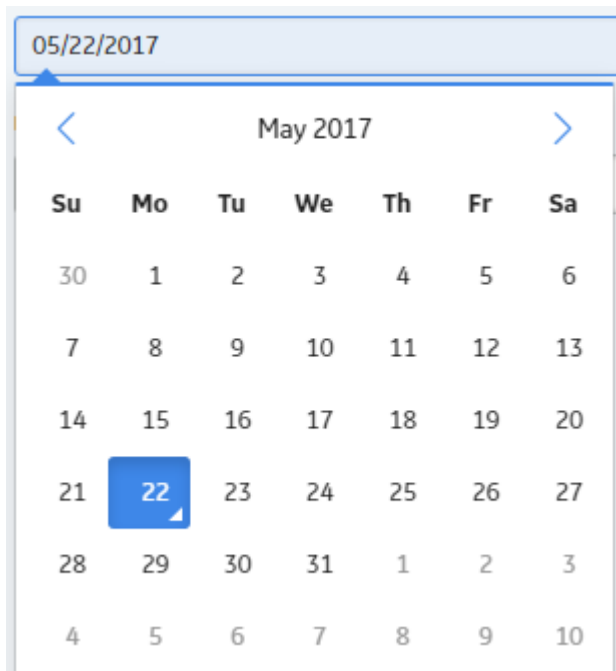 05/22/2017
May 2017
Su Mo Tu We Th Fr Sa
30 1 2 3 4 5 6
7 8 9 10 11 12 13
14 15 16 17 18 19 20
21 22 23 24 25 26 27
28 29 30 31 1 2 3
4 5 6 7 8 9 10